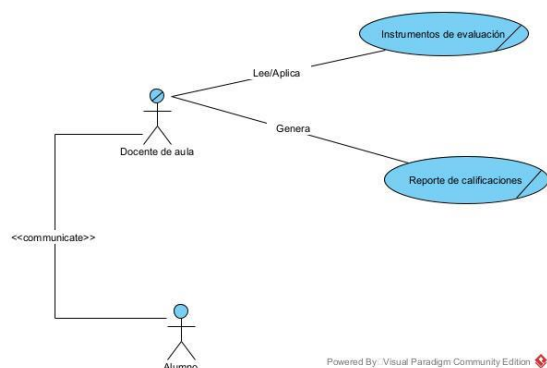 Instrumentos de evaluación
Lee/Aplica
Genera
Docente de aula
Reporte de calificaciones
<<communicate>>
Alumno
Powered By Visual Paradigm Community Edition